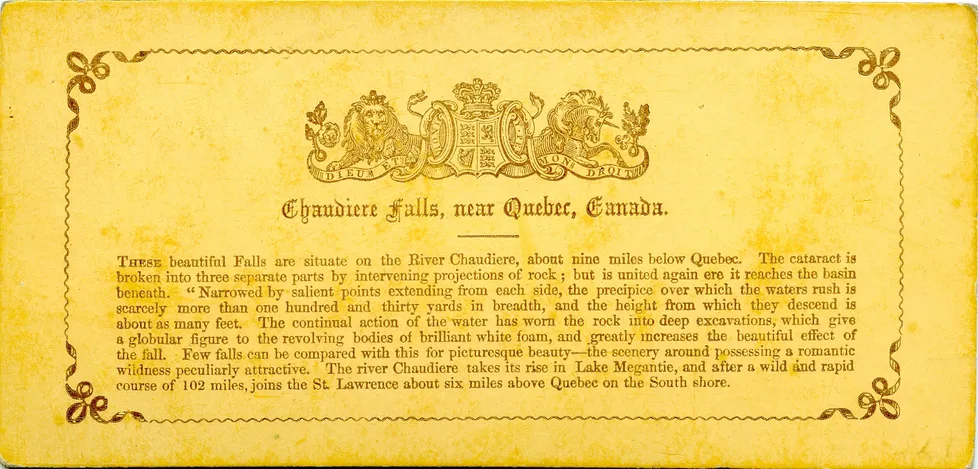 DIEU ET MON DROIT
Chaudiere Falls, near Quebec, Canada.
THESE beautiful Falls are situate on the River Chaudiere, about nine miles below Quebec. The cataract is
broken into three separate parts by intervening projections of rock; but is united again ere it reaches the basin
beneath. "Narrowed by salient points extending from each side, the precipice over which the waters rush is
scarcely more than one hundred and thirty yards in breadth, and the height from which they descend is
about as many feet. The continual action of the water has worn the rock into deep excavations, which give
a globular figure to the revolving bodies of brilliant white foam, and greatly increases the beautiful effect of
the fall. Few falls can be compared with this for picturesque beauty—the scenery around possessing a romantic
wildness peculiarly attractive. The river Chaudiere takes its rise in Lake Megantie, and after a wild and rapid
course of 102 miles, joins the St. Lawrence about six miles above Quebec on the South shore.